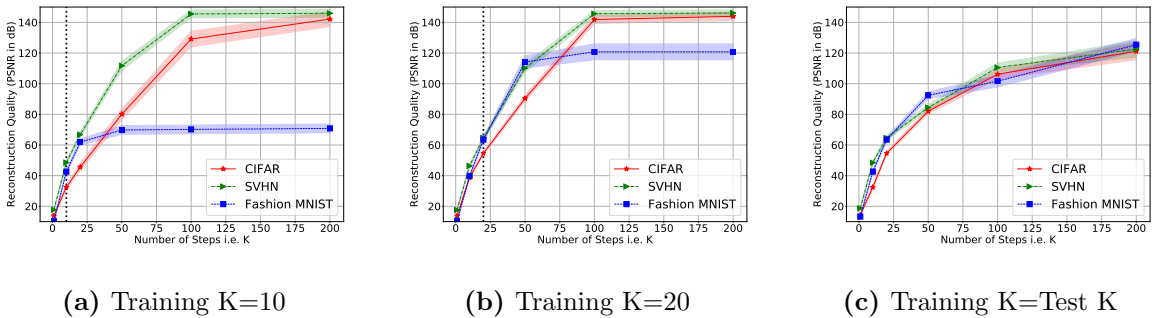 Reconstruction Quality (PSNR in dB)
140
120
100
80
60
40
20
0 25 50 75 100 125 150 175 200
Number of Steps i.e. K
CIFAR
SVHN
Fashion MNIST
(a) Training K=10
Reconstruction Quality (PSNR in dB)
140
120
100
80
60
40
20
0 25 50 75 100 125 150 175 200
Number of Steps i.e. K
CIFAR
SVHN
Fashion MNIST
(b) Training K=20
Reconstruction Quality (PSNR in dB)
140
120
100
80
60
40
20
0 25 50 75 100 125 150 175 200
Number of Steps i.e. K
CIFAR
SVHN
Fashion MNIST
(c) Training K=Test K